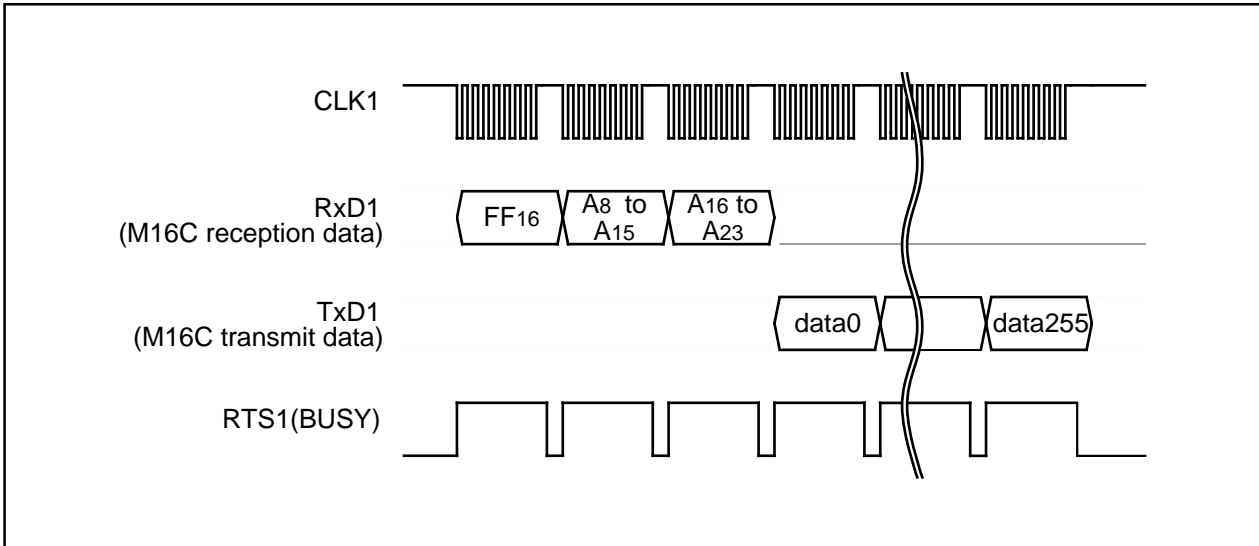 CLK1
RxD1
(M16C reception data)
FF16
A8 to
A15
A16 to
A23
TxD1
(M16C transmit data)
data0
data255
RTS1(BUSY)